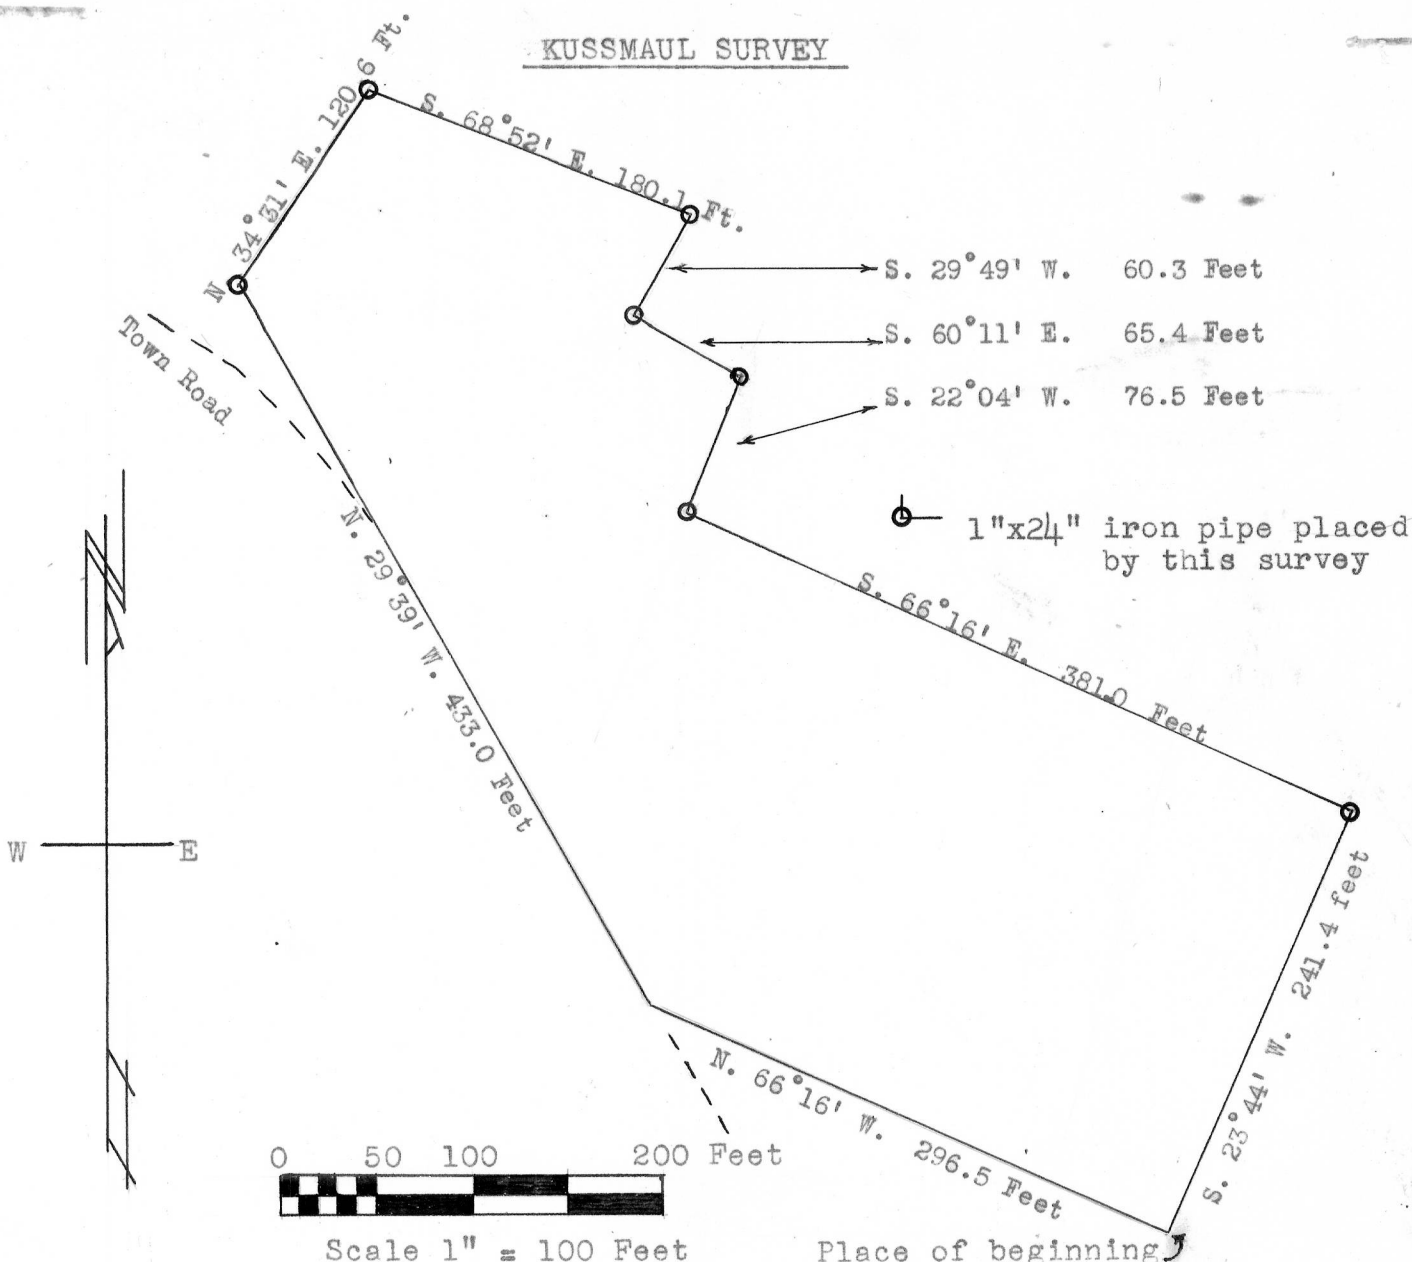 KUSSMAUL SURVEY
N 34°31' E. 120.6 Ft.
S. 68°52' E. 180.1 Ft.
S. 29°49' W. 60.3 Feet
S. 60°11' E. 65.4 Feet
S. 22°04' W. 76.5 Feet
Town Road
1"x24" iron pipe placed
by this survey
N. 29°39' W. 433.0 Feet
S. 66°16' E. 381.0 Feet
W E
S. 23°44' W. 241.4 feet
N. 66°16' W. 296.5 Feet
0 50 100 200 Feet
Scale 1" = 100 Feet
Place of beginning